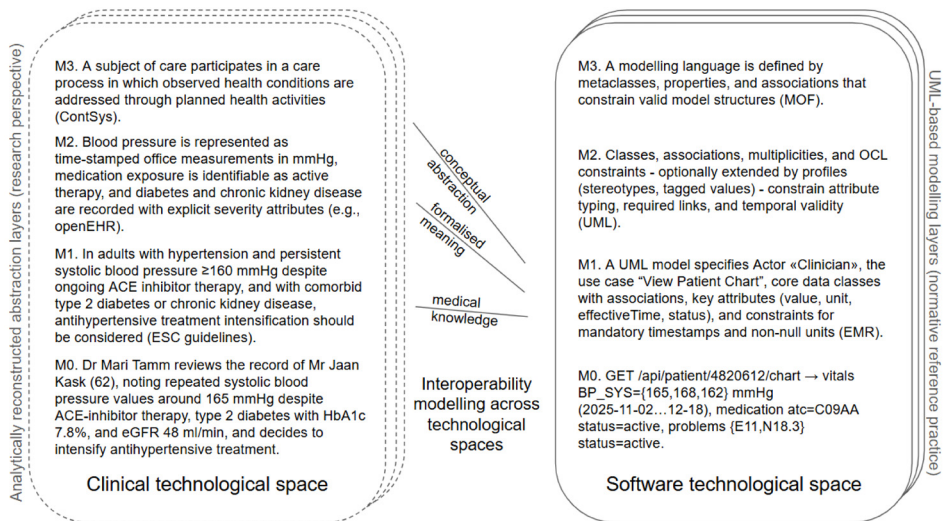 Analytically reconstructed abstraction layers (research perspective)
M3. A subject of care participates in a care
process in which observed health conditions are
addressed through planned health activities
(ContSys).
M2. Blood pressure is represented as
time-stamped office measurements in mmHg,
medication exposure is identifiable as active
therapy, and diabetes and chronic kidney disease
are recorded with explicit severity attributes (e.g.,
openEHR).
M1. In adults with hypertension and persistent
systolic blood pressure ≥160 mmHg despite
ongoing ACE inhibitor therapy, and with comorbid
type 2 diabetes or chronic kidney disease,
antihypertensive treatment intensification should
be considered (ESC guidelines).
M0. Dr Mari Tamm reviews the record of Mr Jaan
Kask (62), noting repeated systolic blood
pressure values around 165 mmHg despite
ACE-inhibitor therapy, type 2 diabetes with HbA1c
7.8%, and eGFR 48 ml/min, and decides to
intensify antihypertensive treatment.
Clinical technological space
conceptual
abstraction
formalised
meaning
medical
knowledge
Interoperability
modelling across
technological
spaces
M3. A modelling language is defined by
metaclasses, properties, and associations that
constrain valid model structures (MOF).
M2. Classes, associations, multiplicities, and OCL
constraints - optionally extended by profiles
(stereotypes, tagged values) - constrain attribute
typing, required links, and temporal validity
(UML).
M1. A UML model specifies Actor «Clinician», the
use case “View Patient Chart”, core data classes
with associations, key attributes (value, unit,
effectiveTime, status), and constraints for
mandatory timestamps and non-null units (EMR).
M0. GET /api/patient/4820612/chart → vitals
BP_SYS={165,168,162} mmHg
(2025-11-02…12-18), medication atc=C09AA
status=active, problems {E11,N18.3}
status=active.
Software technological space
UML-based modelling layers (normative reference practice)